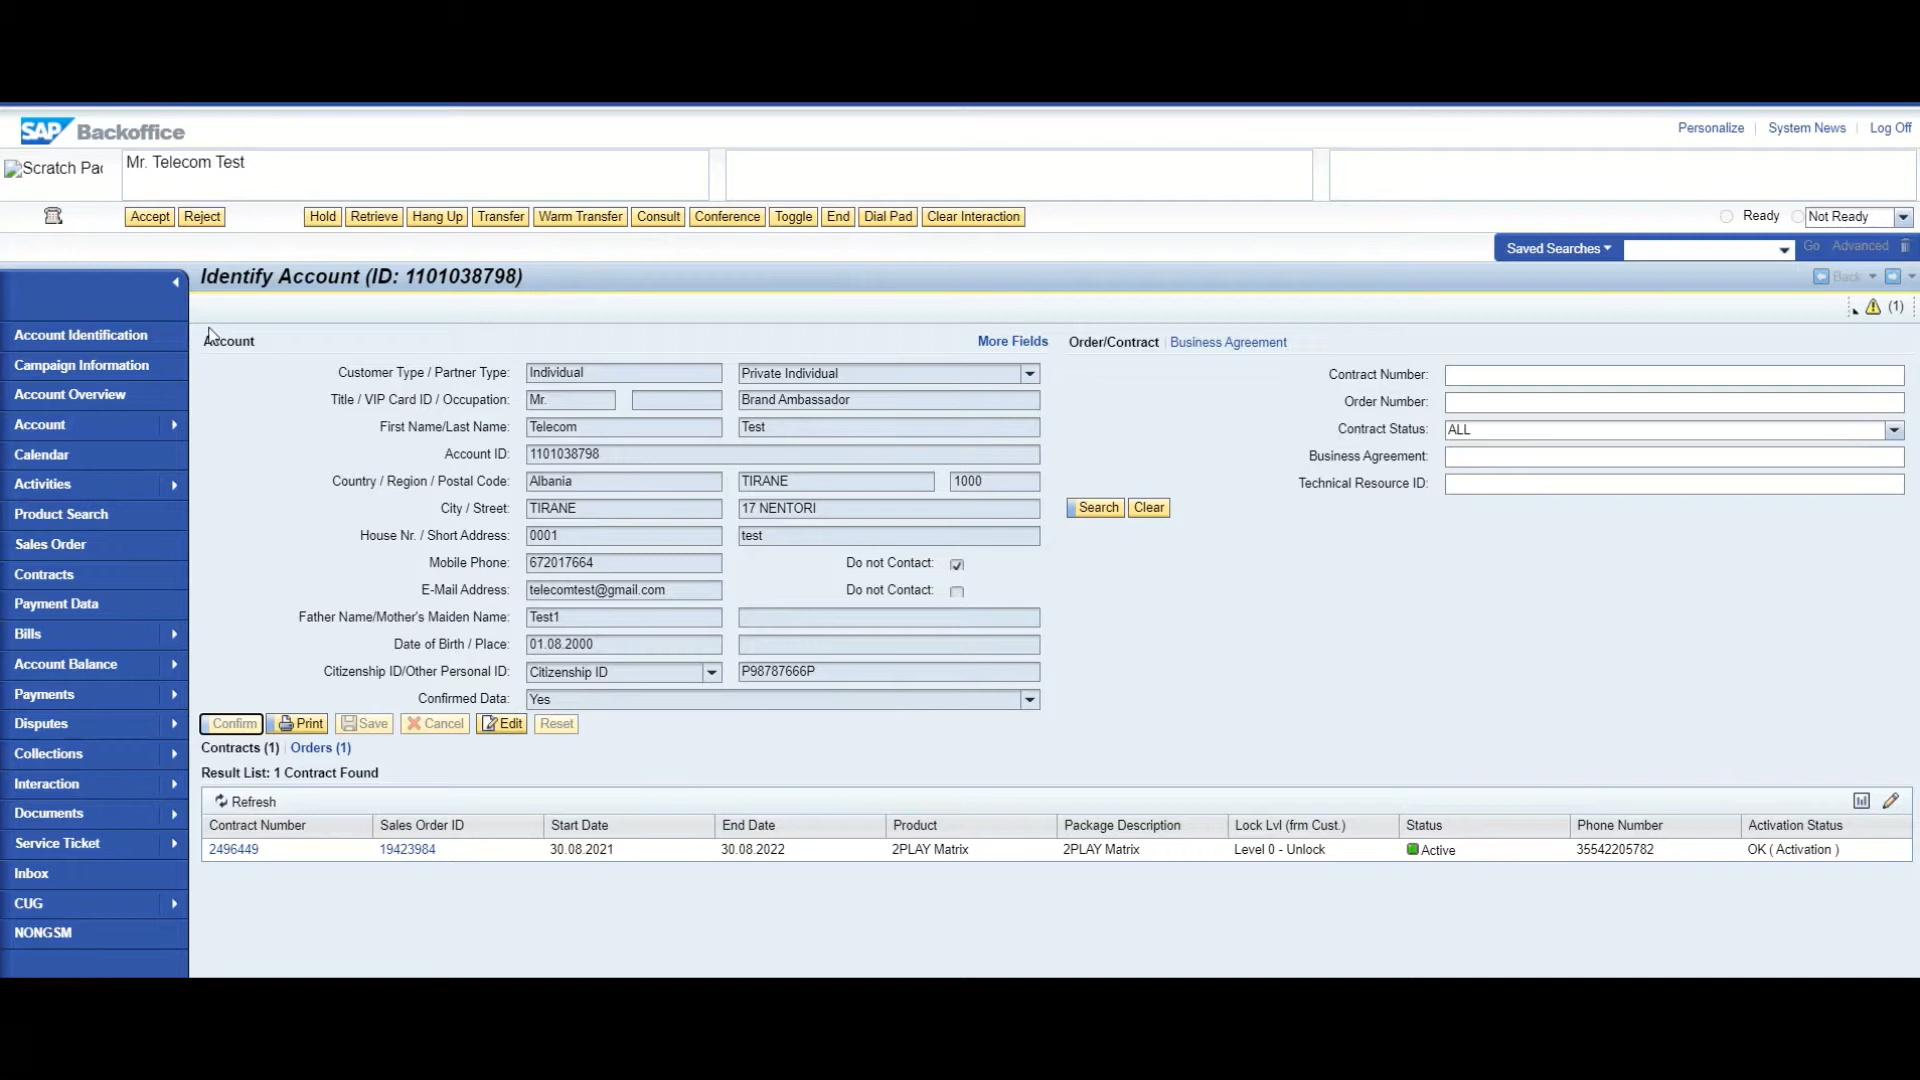 SAP Backoffice
Personalize System News Log Off
Scratch Pac
Mr. Telecom Test
Accept Reject Hold Retrieve Hang Up Transfer Warm Transfer Consult Conference Toggle End Dial Pad Clear Interaction Ready Not Ready
Saved Searches Go Advanced
Identify Account (ID: 1101038798) Back
(1)
Account Identification
Campaign Information
Account Overview
Account
Calendar
Activities
Product Search
Sales Order
Contracts
Payment Data
Bills
Account Balance
Payments
Disputes
Collections
Interaction
Documents
Service Ticket
Inbox
CUG
NONGSM
Account More Fields
Customer Type / Partner Type: Individual Private Individual
Title / VIP Card ID / Occupation: Mr. Brand Ambassador
First Name/Last Name: Telecom Test
Account ID: 1101038798
Country / Region / Postal Code: Albania TIRANE 1000
City / Street: TIRANE 17 NENTORI
House Nr. / Short Address: 0001 test
Mobile Phone: 672017664 Do not Contact:
E-Mail Address: telecomtest@gmail.com Do not Contact:
Father Name/Mother's Maiden Name: Test1
Date of Birth / Place: 01.08.2000
Citizenship ID/Other Personal ID: Citizenship ID P98787666P
Confirmed Data: Yes
Order/Contract Business Agreement
Contract Number:
Order Number:
Contract Status: ALL
Business Agreement:
Technical Resource ID:
Search Clear
Confirm Print Save Cancel Edit Reset
Contracts (1) Orders (1)
Result List: 1 Contract Found
Refresh
Contract Number Sales Order ID Start Date End Date Product Package Description Lock Lvl (frm Cust.) Status Phone Number Activation Status
2496449 19423984 30.08.2021 30.08.2022 2PLAY Matrix 2PLAY Matrix Level 0 - Unlock Active 35542205782 OK ( Activation )